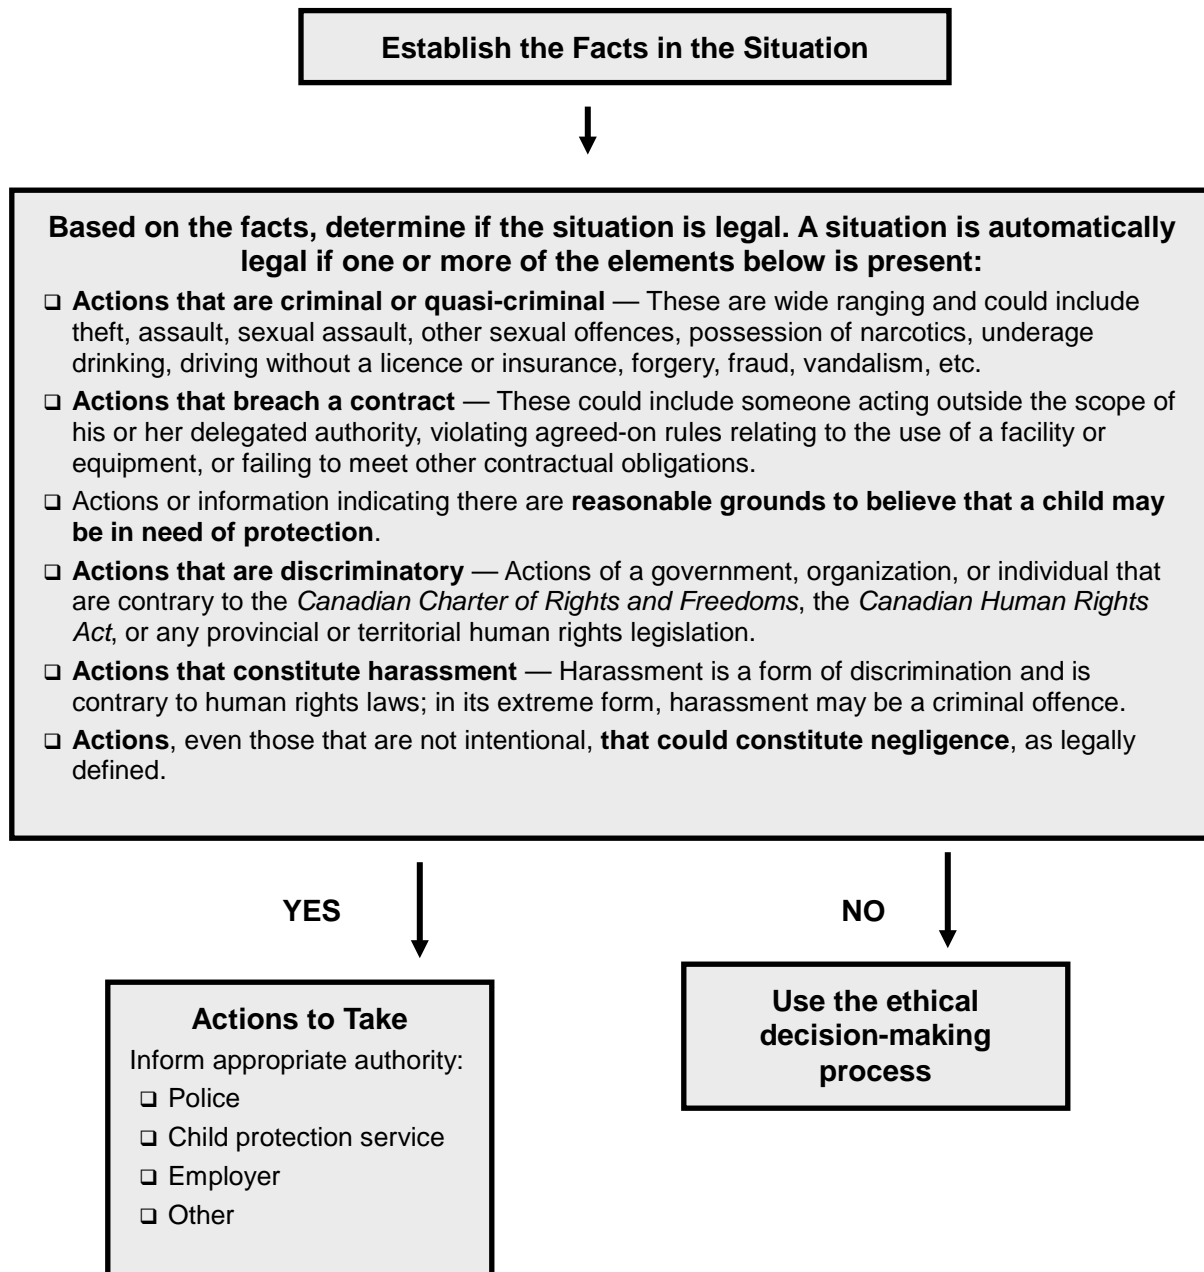 Establish the Facts in the Situation
Based on the facts, determine if the situation is legal. A situation is automatically
legal if one or more of the elements below is present:
❑ Actions that are criminal or quasi-criminal — These are wide ranging and could include
theft, assault, sexual assault, other sexual offences, possession of narcotics, underage
drinking, driving without a licence or insurance, forgery, fraud, vandalism, etc.
❑ Actions that breach a contract — These could include someone acting outside the scope of
his or her delegated authority, violating agreed-on rules relating to the use of a facility or
equipment, or failing to meet other contractual obligations.
❑ Actions or information indicating there are reasonable grounds to believe that a child may
be in need of protection.
❑ Actions that are discriminatory — Actions of a government, organization, or individual that
are contrary to the Canadian Charter of Rights and Freedoms, the Canadian Human Rights
Act, or any provincial or territorial human rights legislation.
❑ Actions that constitute harassment — Harassment is a form of discrimination and is
contrary to human rights laws; in its extreme form, harassment may be a criminal offence.
❑ Actions, even those that are not intentional, that could constitute negligence, as legally
defined.
YES
NO
Actions to Take
Inform appropriate authority:
❑ Police
❑ Child protection service
❑ Employer
❑ Other
Use the ethical
decision-making
process